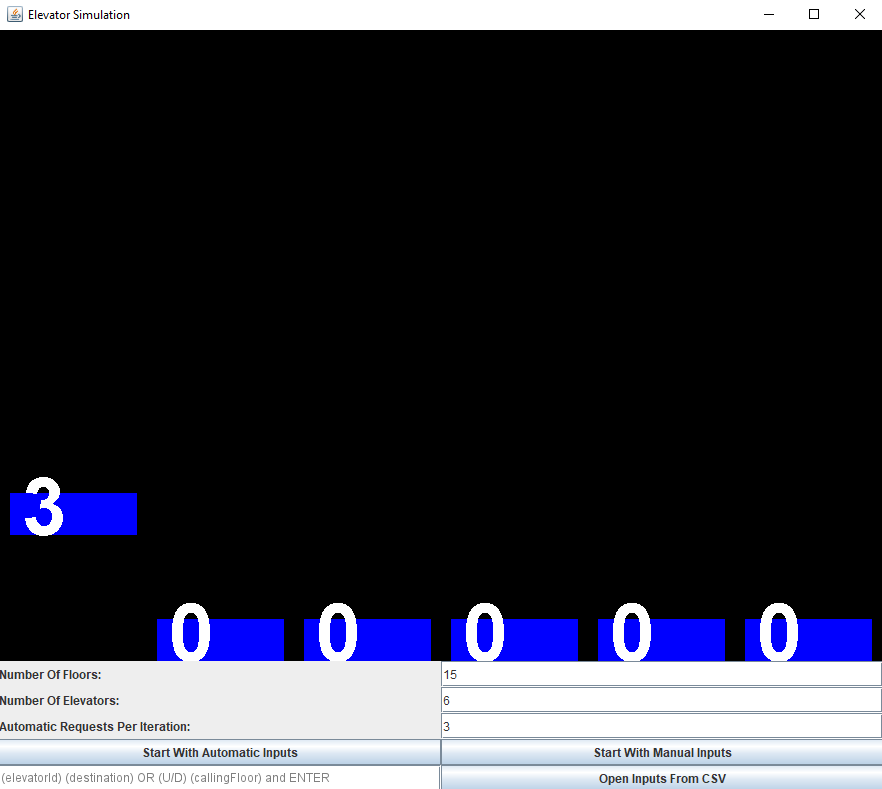 Elevator Simulation
3
0 0 0 0 0
Number Of Floors: 15
Number Of Elevators: 6
Automatic Requests Per Iteration: 3
Start With Automatic Inputs Start With Manual Inputs
(elevatorId) (destination) OR (U/D) (callingFloor) and ENTER Open Inputs From CSV